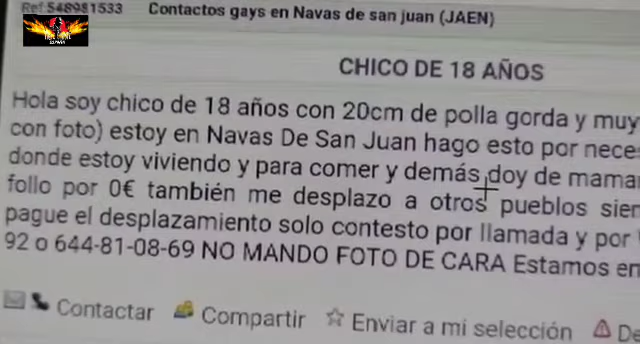 Ref:548981533 Contactos gays en Navas de san juan (JAEN)
CHICO DE 18 AÑOS
Hola soy chico de 18 años con 20cm de polla gorda y muy
con foto) estoy en Navas De San Juan hago esto por nece
donde estoy viviendo y para comer y demás doy de mama
follo por 0€ también me desplazo a otros pueblos sier
pague el desplazamiento solo contesto por llamada y por
92 o 644-81-08-69 NO MANDO FOTO DE CARA Estamos en
Contactar Compartir Enviar a mi selección De